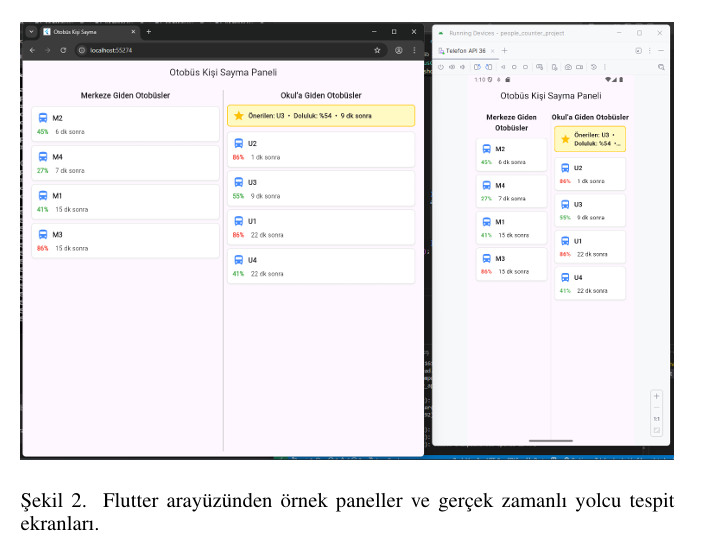 Otobüs Kişi Sayma
localhost:55274
Otobüs Kişi Sayma Paneli
Merkeze Giden Otobüsler
M2
45% 6 dk sonra
M4
27% 7 dk sonra
M1
41% 15 dk sonra
M3
86% 15 dk sonra
Okul'a Giden Otobüsler
Önerilen: U3 • Doluluk: %54 • 9 dk sonra
U2
86% 1 dk sonra
U3
55% 9 dk sonra
U1
86% 22 dk sonra
U4
41% 22 dk sonra
Running Devices - people_counter_project
Telefon API 36
1:10
Otobüs Kişi Sayma Paneli
Merkeze Giden
Otobüsler
M2
45% 6 dk sonra
M4
27% 7 dk sonra
M1
41% 15 dk sonra
M3
86% 15 dk sonra
Okul'a Giden Otobüsler
Önerilen: U3 •
Doluluk: %54 •...
U2
86% 1 dk sonra
U3
55% 9 dk sonra
U1
86% 22 dk sonra
U4
41% 22 dk sonra
1:1
Şekil 2. Flutter arayüzünden örnek paneller ve gerçek zamanlı yolcu tespit
ekranları.